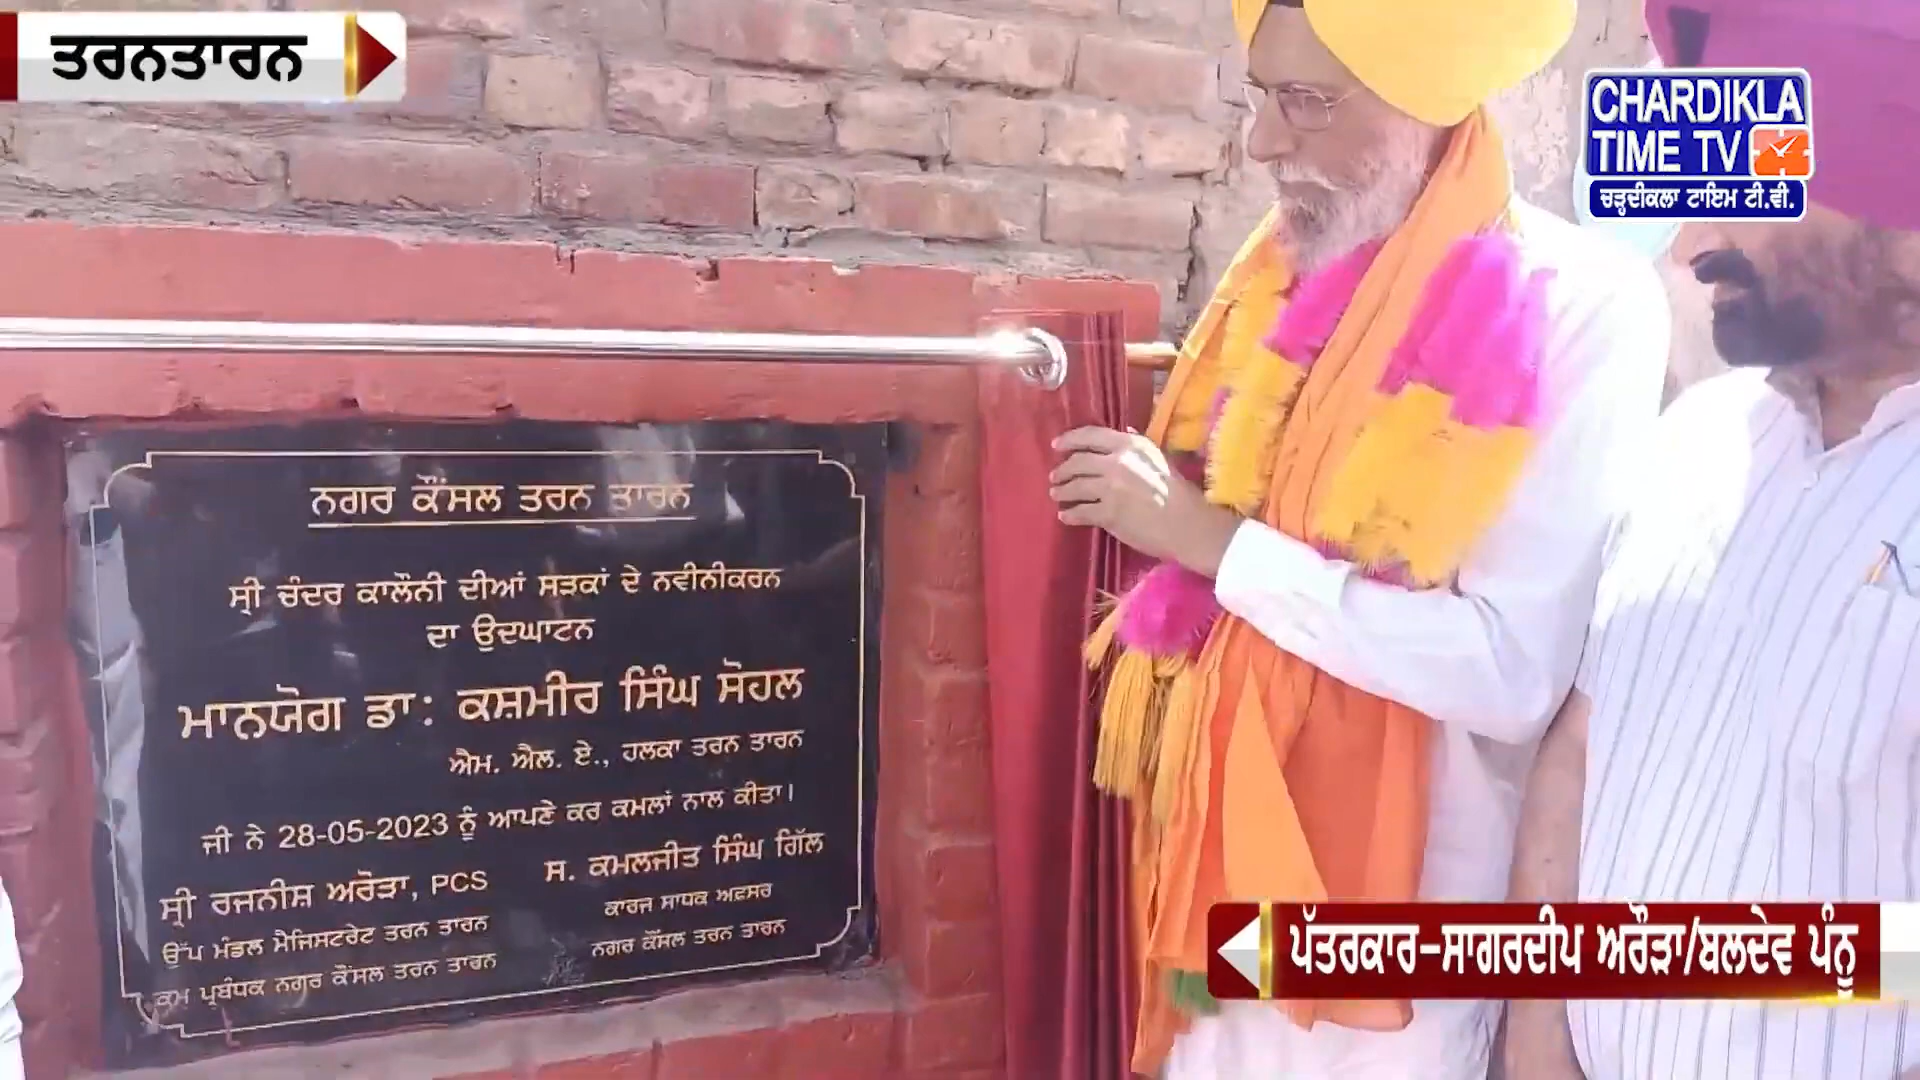 ਤਰਨਤਾਰਨ
CHARDIKLA
TIME TV
ਚੜ੍ਹਦੀਕਲਾ ਟਾਇਮ ਟੀ.ਵੀ.
ਨਗਰ ਕੌਂਸਲ ਤਰਨ ਤਾਰਨ
ਸ੍ਰੀ ਚੰਦਰ ਕਾਲੌਨੀ ਦੀਆਂ ਸੜਕਾਂ ਦੇ ਨਵੀਨੀਕਰਨ
ਦਾ ਉਦਘਾਟਨ
ਮਾਨਯੋਗ ਡਾ: ਕਸ਼ਮੀਰ ਸਿੰਘ ਸੋਹਲ
ਐਮ. ਐਲ. ਏ., ਹਲਕਾ ਤਰਨ ਤਾਰਨ
ਜੀ ਨੇ 28-05-2023 ਨੂੰ ਆਪਣੇ ਕਰ ਕਮਲਾਂ ਨਾਲ ਕੀਤਾ।
ਸ੍ਰੀ ਰਜਨੀਸ਼ ਅਰੋੜਾ, PCS
ਉੱਪ ਮੰਡਲ ਮੈਜਿਸਟਰੇਟ ਤਰਨ ਤਾਰਨ
ਕਮ ਪ੍ਰਬੰਧਕ ਨਗਰ ਕੌਂਸਲ ਤਰਨ ਤਾਰਨ
ਸ. ਕਮਲਜੀਤ ਸਿੰਘ ਗਿੱਲ
ਕਾਰਜ ਸਾਧਕ ਅਫ਼ਸਰ
ਨਗਰ ਕੌਂਸਲ ਤਰਨ ਤਾਰਨ
ਪੱਤਰਕਾਰ-ਸਾਗਰਦੀਪ ਅਰੌੜਾ/ਬਲਦੇਵ ਪੰਨੂ